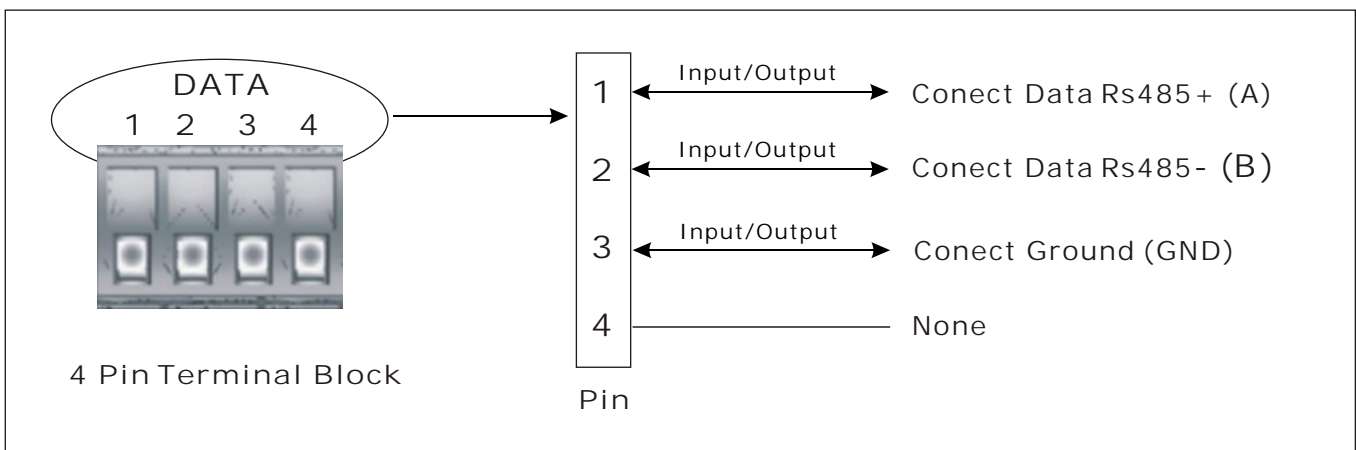 DATA
1 2 3 4
4 Pin Terminal Block
1 Input/Output Conect Data Rs485+ (A)
2 Input/Output Conect Data Rs485- (B)
3 Input/Output Conect Ground (GND)
4 None
Pin